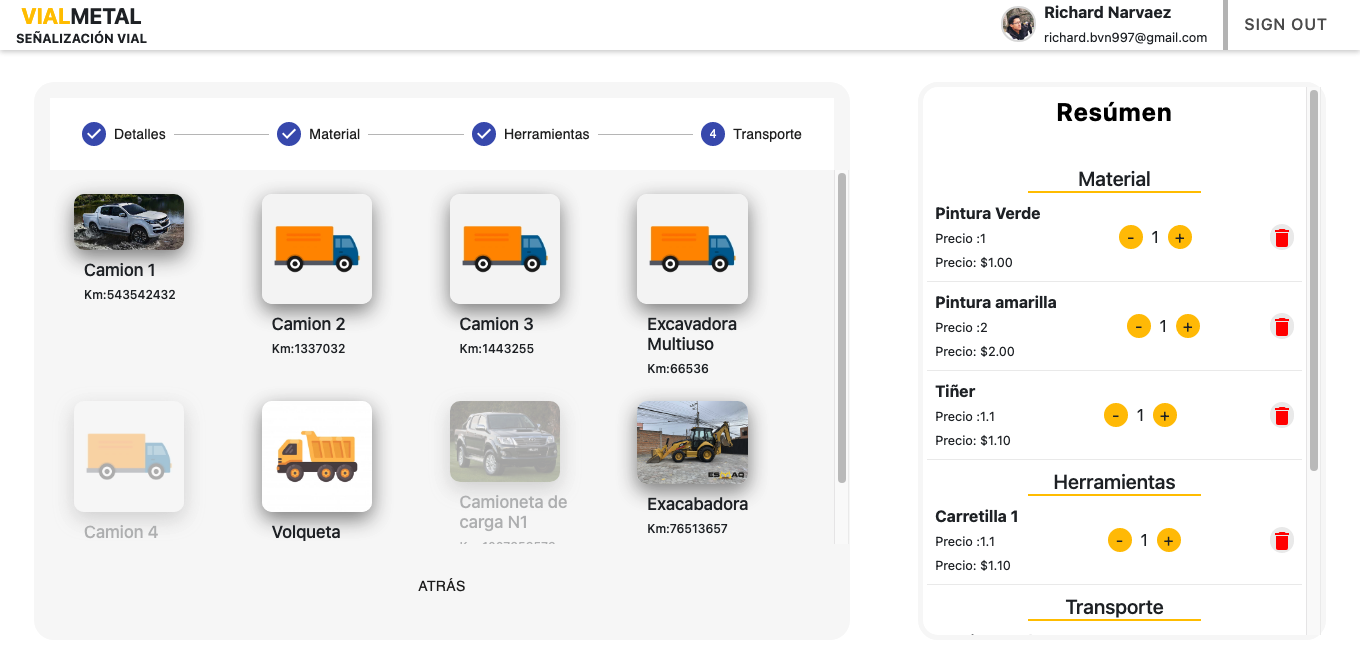 VIALMETAL
SEÑALIZACIÓN VIAL
Richard Narvaez
richard.bvn997@gmail.com
SIGN OUT
Detalles
Material
Herramientas
4 Transporte
Camion 1
Km:543542432
Camion 2
Km:1337032
Camion 3
Km:1443255
Excavadora
Multiuso
Km:66536
Camion 4
Volqueta
Camioneta de
carga N1
Exacabadora
Km:76513657
ATRÁS
Resúmen
Material
Pintura Verde
Precio :1
Precio: $1.00
- 1 +
Pintura amarilla
Precio :2
Precio: $2.00
- 1 +
Tiñer
Precio :1.1
Precio: $1.10
- 1 +
Herramientas
Carretilla 1
Precio :1.1
Precio: $1.10
- 1 +
Transporte